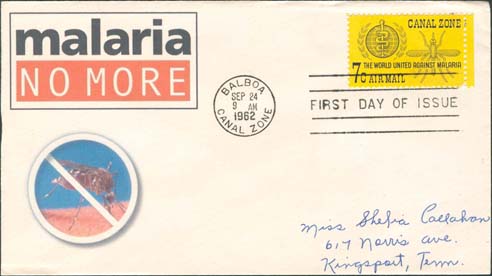 malaria
NO MORE
CANAL ZONE
THE WORLD UNITED AGAINST MALARIA
7¢ AIR MAIL
BALBOA
SEP 24
9 AM
1962
CANAL ZONE
FIRST DAY OF ISSUE
Miss Shelia Callahan
617 Norris ave.
Kingsport, Tenn.